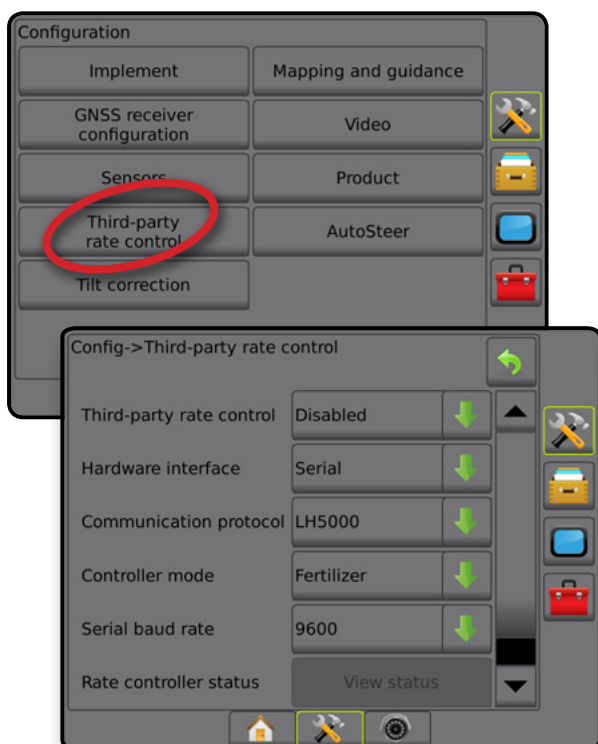 Configuration
Implement
Mapping and guidance
GNSS receiver
configuration
Video
Sensors
Product
Third-party
rate control
AutoSteer
Tilt correction
Config->Third-party rate control
Third-party rate control Disabled
Hardware interface Serial
Communication protocol LH5000
Controller mode Fertilizer
Serial baud rate 9600
Rate controller status View status